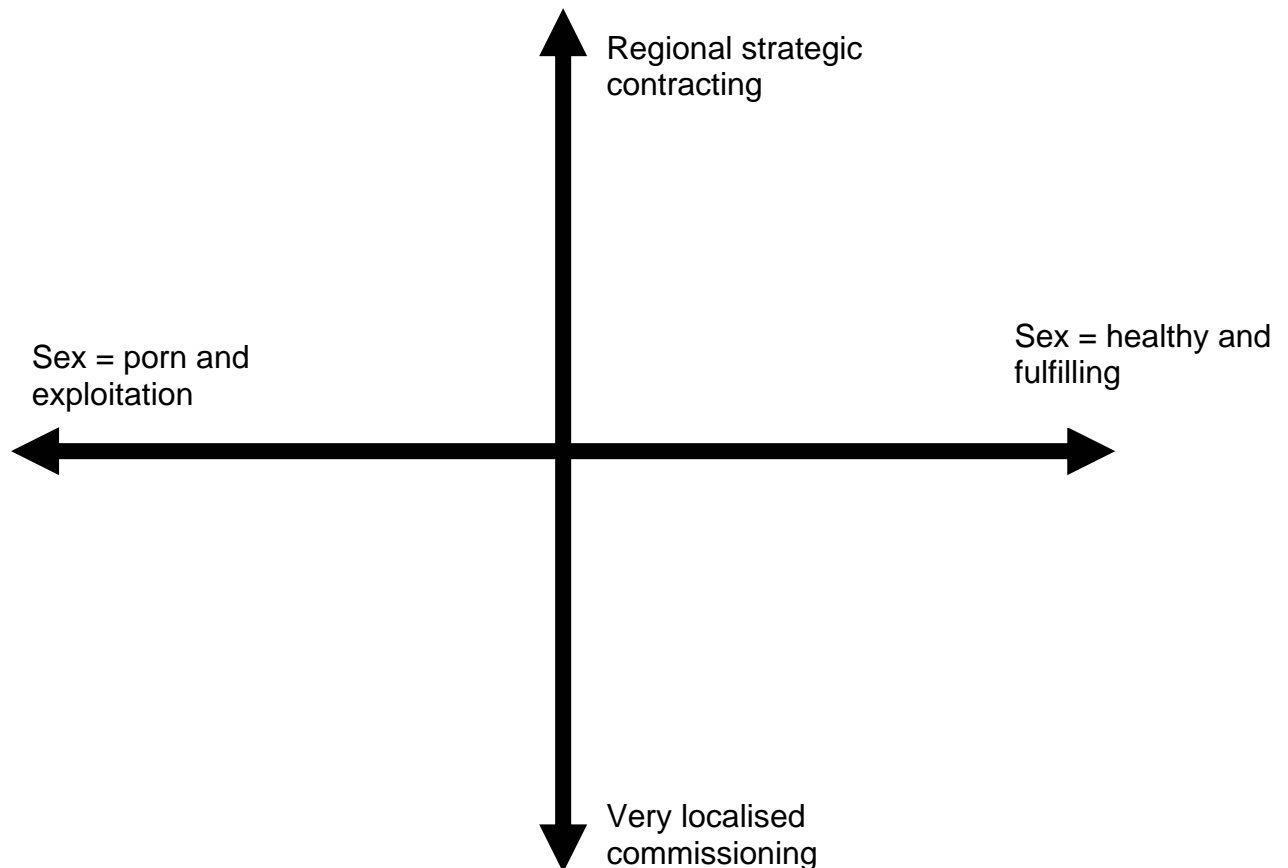 Regional strategic
contracting
Sex = porn and
exploitation
Sex = healthy and
fulfilling
Very localised
commissioning